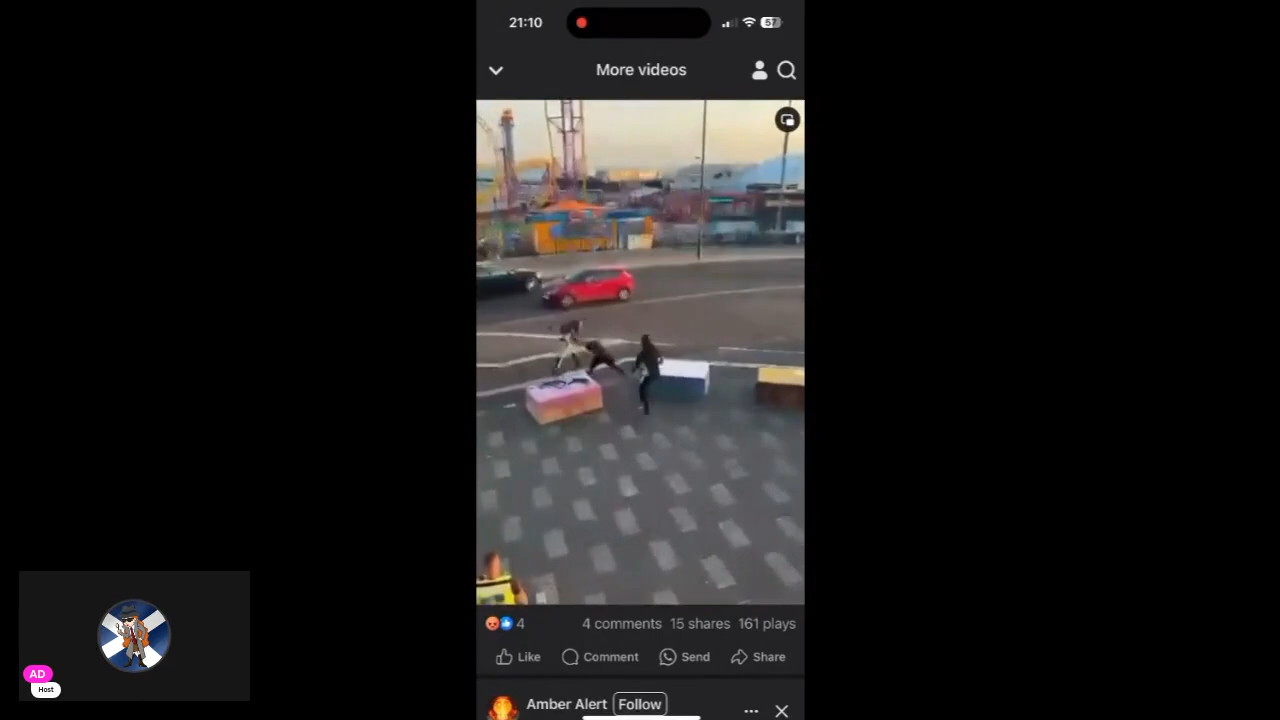 21:10
57
More videos
4
4 comments 15 shares 161 plays
Like Comment Send Share
AD
Host
Amber Alert Follow